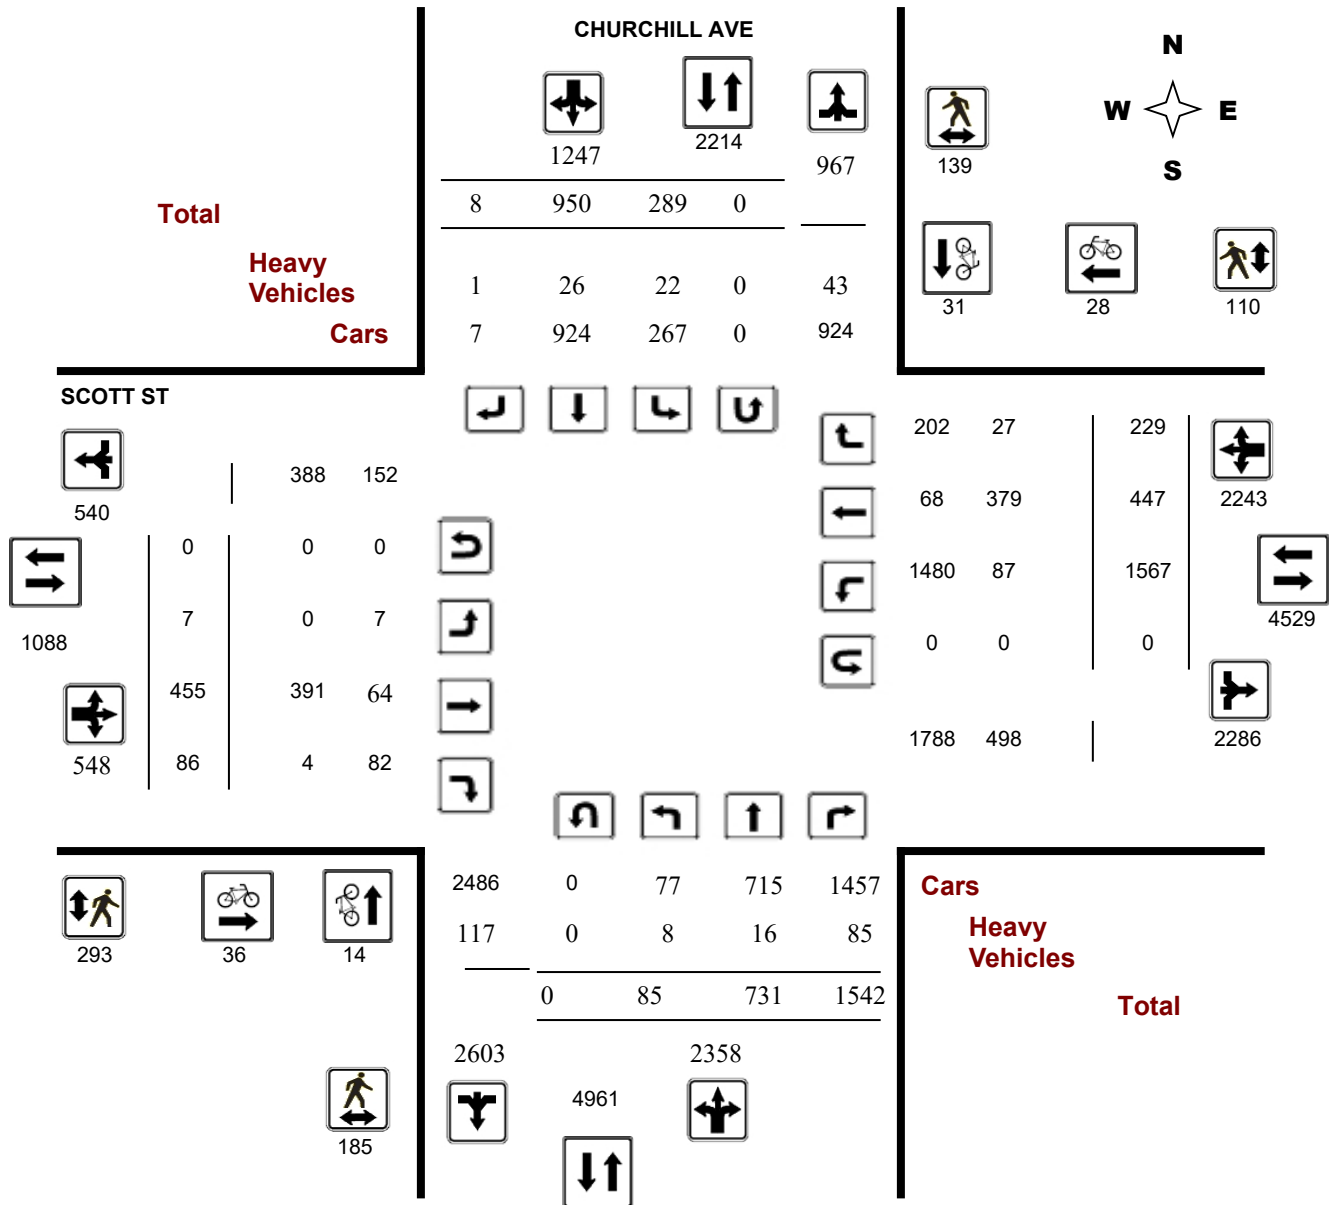 CHURCHILL AVE
N
W E
S
1247
2214
967
139
Total
8 950 289 0
Heavy
Vehicles
1 26 22 0 43
31 28 110
Cars
7 924 267 0 924
SCOTT ST
202 27 229
388 152
540
68 379 447
2243
0 0 0
1480 87 1567
4529
7 0 7
1088
0 0 0
455 391 64
1788 498
2286
548
86 4 82
2486 0 77 715 1457
Cars
117 0 8 16 85
Heavy
Vehicles
293 36 14
0 85 731 1542
Total
2603
2358
4961
185